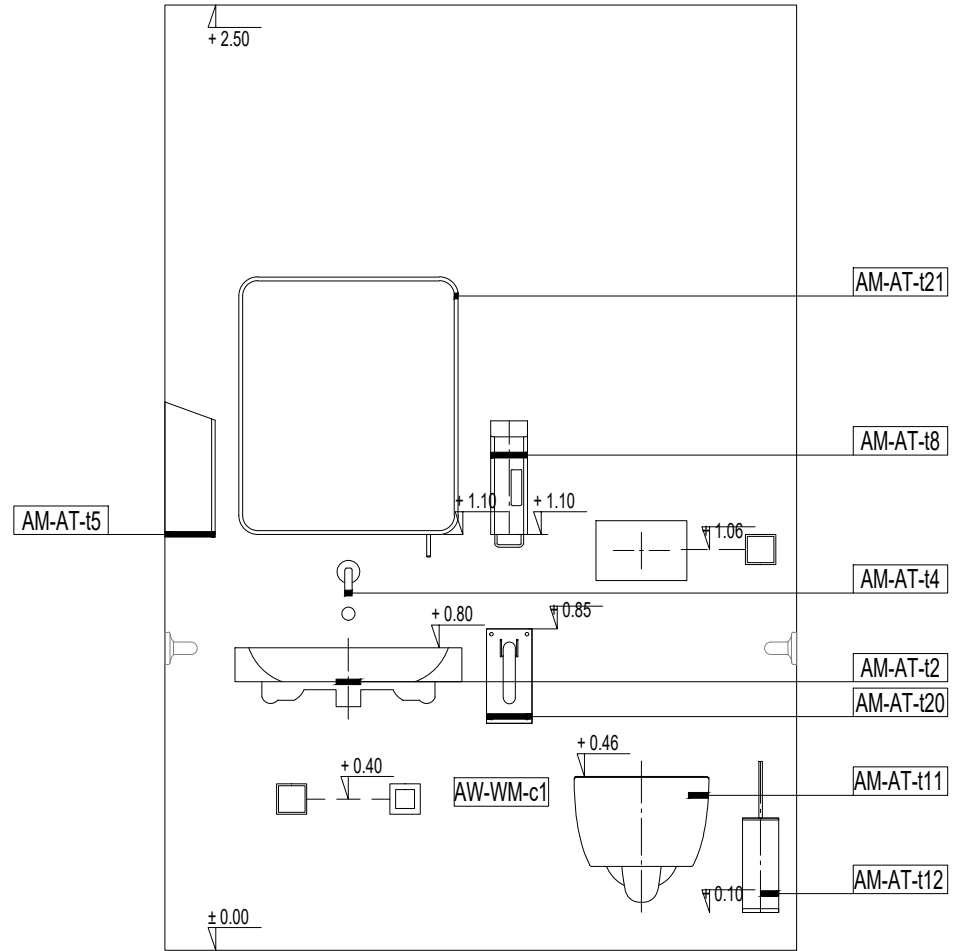 + 2.50
AM-AT-t21
AM-AT-t8
+ 1.10
+ 1.10
AM-AT-t5
+ 1.06
AM-AT-t4
+ 0.80
+ 0.85
AM-AT-t2
AM-AT-t20
+ 0.46
+ 0.40
AW-WM-c1
AM-AT-t11
AM-AT-t12
+ 0.10
± 0.00